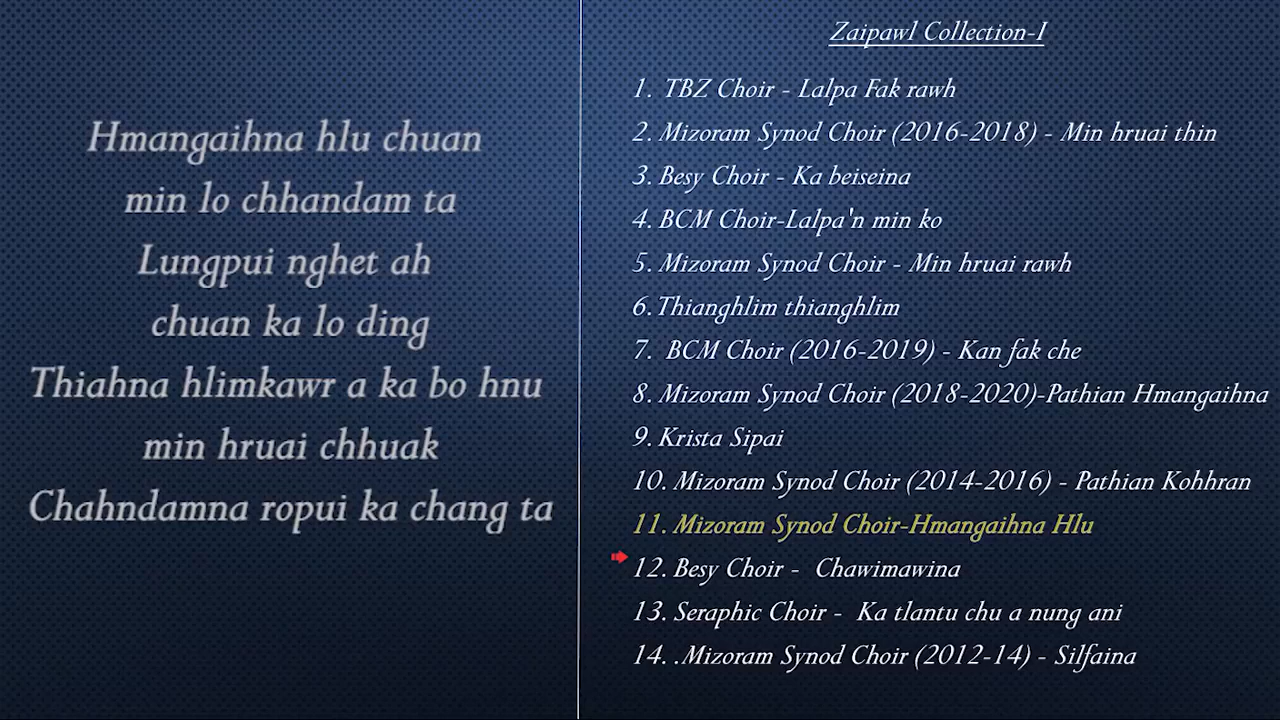 Hmangaihna hlu chuan
min lo chhandam ta
Lungpui nghet ah
chuan ka lo ding
Thiahna hlimkawr a ka bo hnu
min hruai chhuak
Chahndamna ropui ka chang ta
Zaipawl Collection-I
1. TBZ Choir - Lalpa Fak rawh
2. Mizoram Synod Choir (2016-2018) - Min hruai thin
3. Besy Choir - Ka beiseina
4. BCM Choir-Lalpa'n min ko
5. Mizoram Synod Choir - Min hruai rawh
6. Thianghlim thianghlim
7. BCM Choir (2016-2019) - Kan fak che
8. Mizoram Synod Choir (2018-2020)-Pathian Hmangaihna
9. Krista Sipai
10. Mizoram Synod Choir (2014-2016) - Pathian Kohhran
11. Mizoram Synod Choir-Hmangaihna Hlu
12. Besy Choir - Chawimawina
13. Seraphic Choir - Ka tlantu chu a nung ani
14. .Mizoram Synod Choir (2012-14) - Silfaina